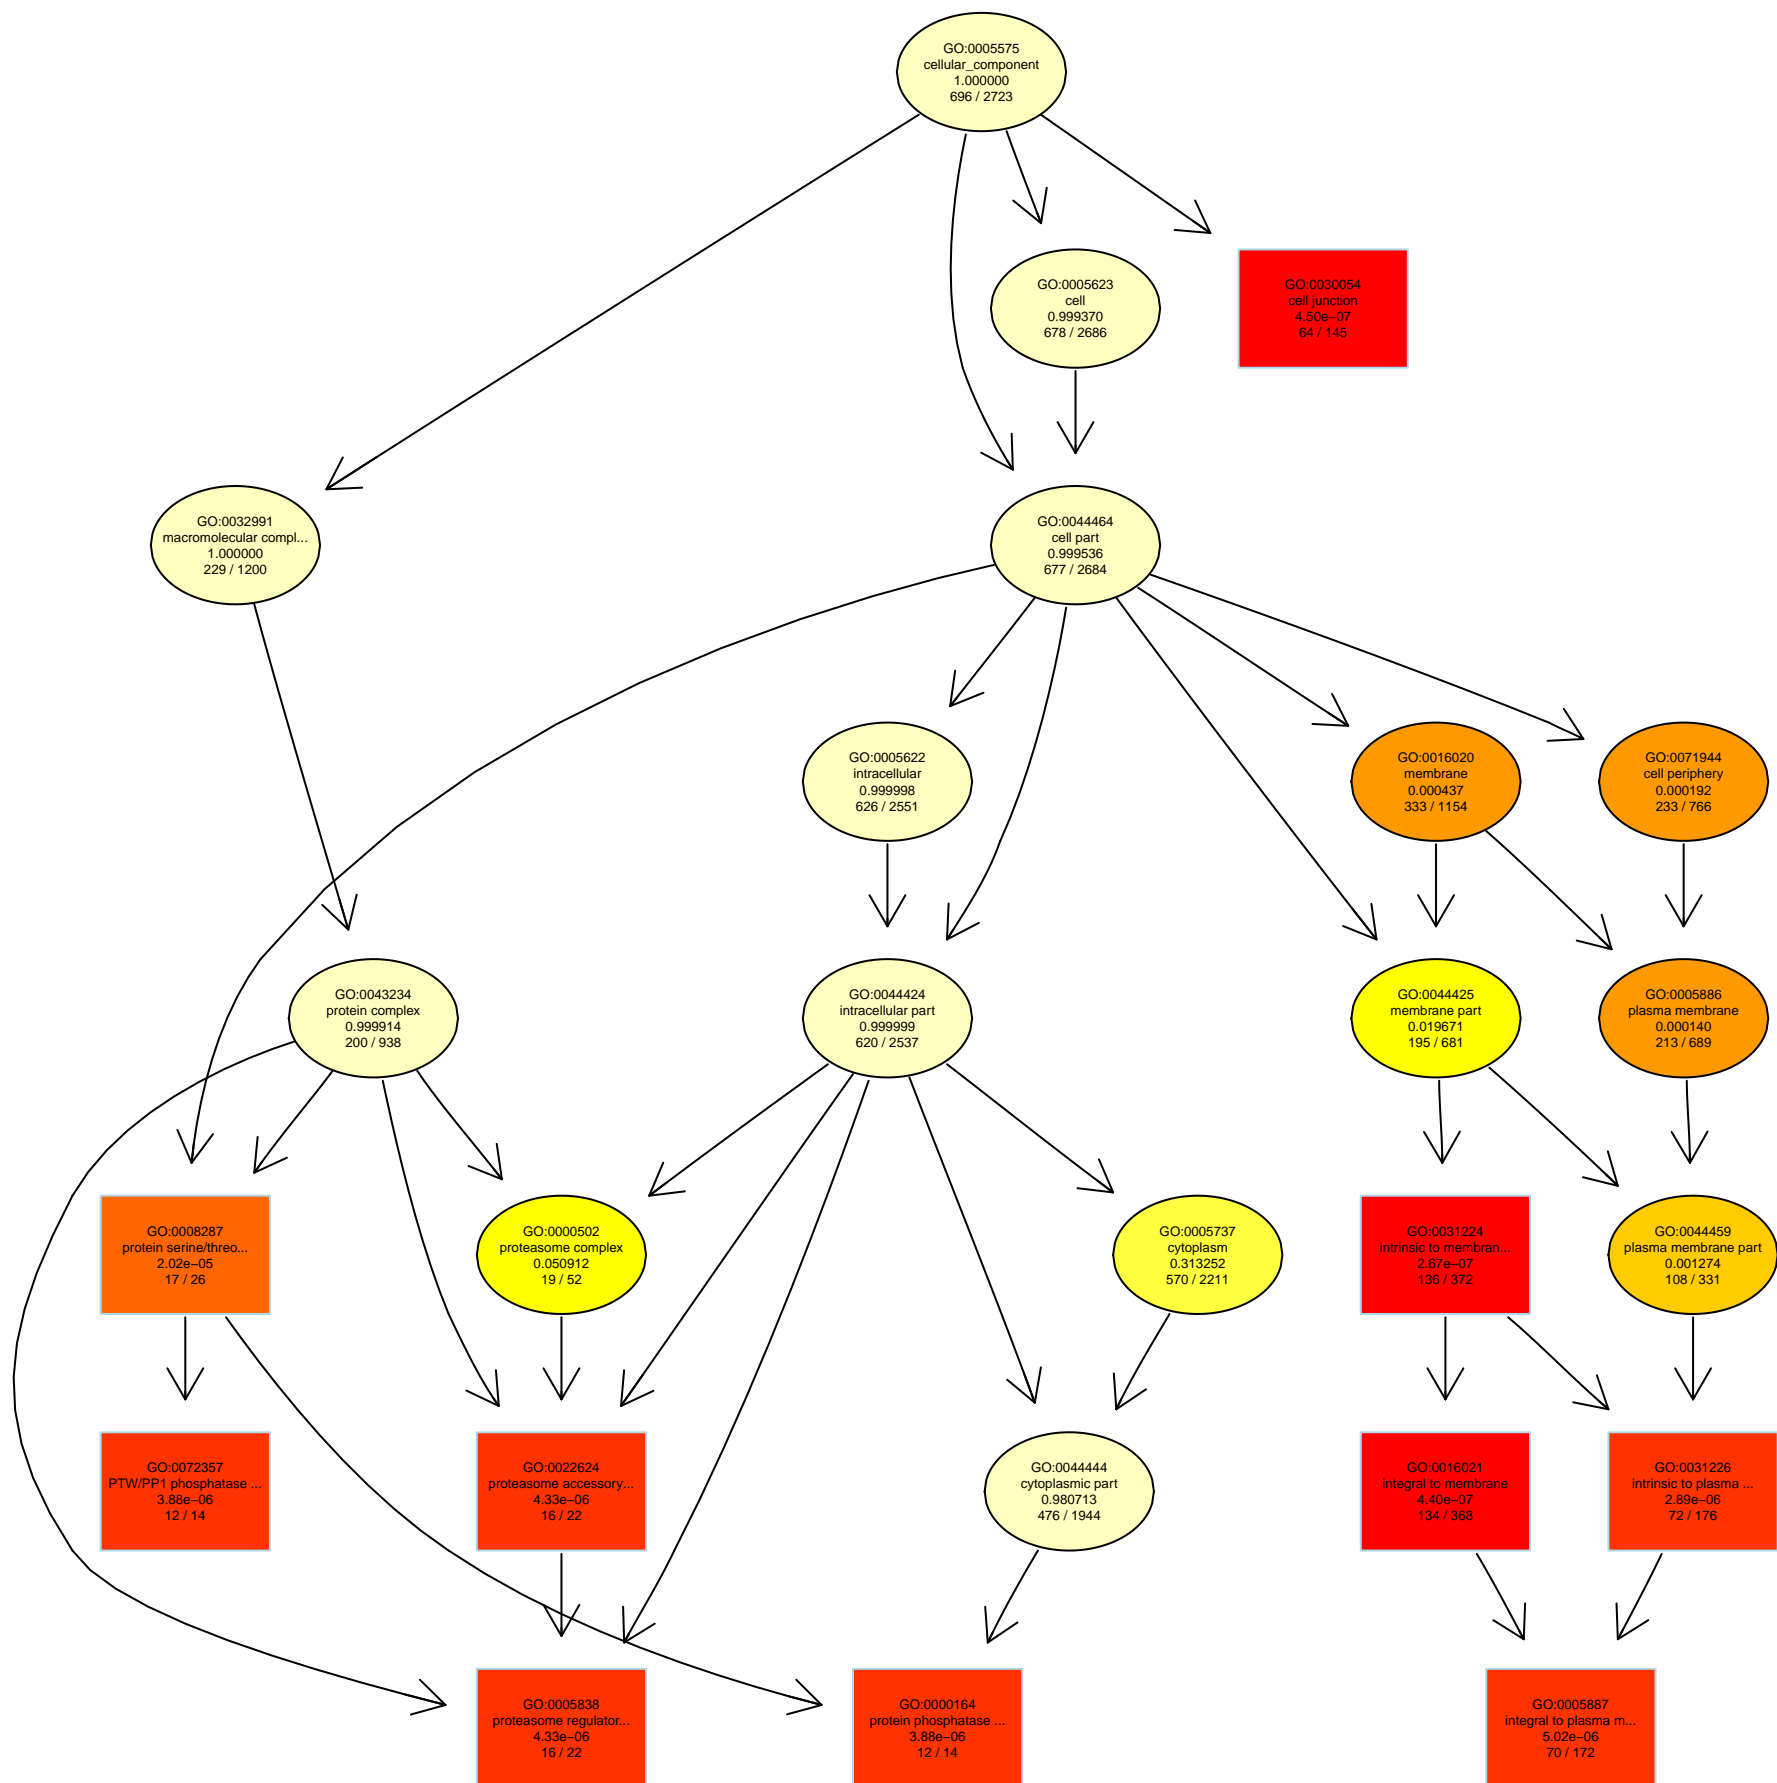 GO:0005575
cellular_component
1.000000
696 / 2723
GO:0005623
cell
0.999370
678 / 2686
GO:0030054
cell junction
4.50e−07
64 / 145
GO:0032991
macromolecular compl...
1.000000
229 / 1200
GO:0044464
cell part
0.999536
677 / 2684
GO:0005622
intracellular
0.999998
626 / 2551
GO:0016020
membrane
0.000437
333 / 1154
GO:0071944
cell periphery
0.000192
233 / 766
GO:0043234
protein complex
0.999914
200 / 938
GO:0044424
intracellular part
0.999999
620 / 2537
GO:0044425
membrane part
0.019671
195 / 681
GO:0005886
plasma membrane
0.000140
213 / 689
GO:0008287
protein serine/threo...
2.02e−05
17 / 26
GO:0000502
proteasome complex
0.050912
19 / 52
GO:0005737
cytoplasm
0.313252
570 / 2211
GO:0031224
intrinsic to membran...
2.67e−07
136 / 372
GO:0044459
plasma membrane part
0.001274
108 / 331
GO:0072357
PTW/PP1 phosphatase ...
3.88e−06
12 / 14
GO:0022624
proteasome accessory...
4.33e−06
16 / 22
GO:0044444
cytoplasmic part
0.980713
476 / 1944
GO:0016021
integral to membrane
4.40e−07
134 / 368
GO:0031226
intrinsic to plasma ...
2.89e−06
72 / 176
GO:0005838
proteasome regulator...
4.33e−06
16 / 22
GO:0000164
protein phosphatase ...
3.88e−06
12 / 14
GO:0005887
integral to plasma m...
5.02e−06
70 / 172